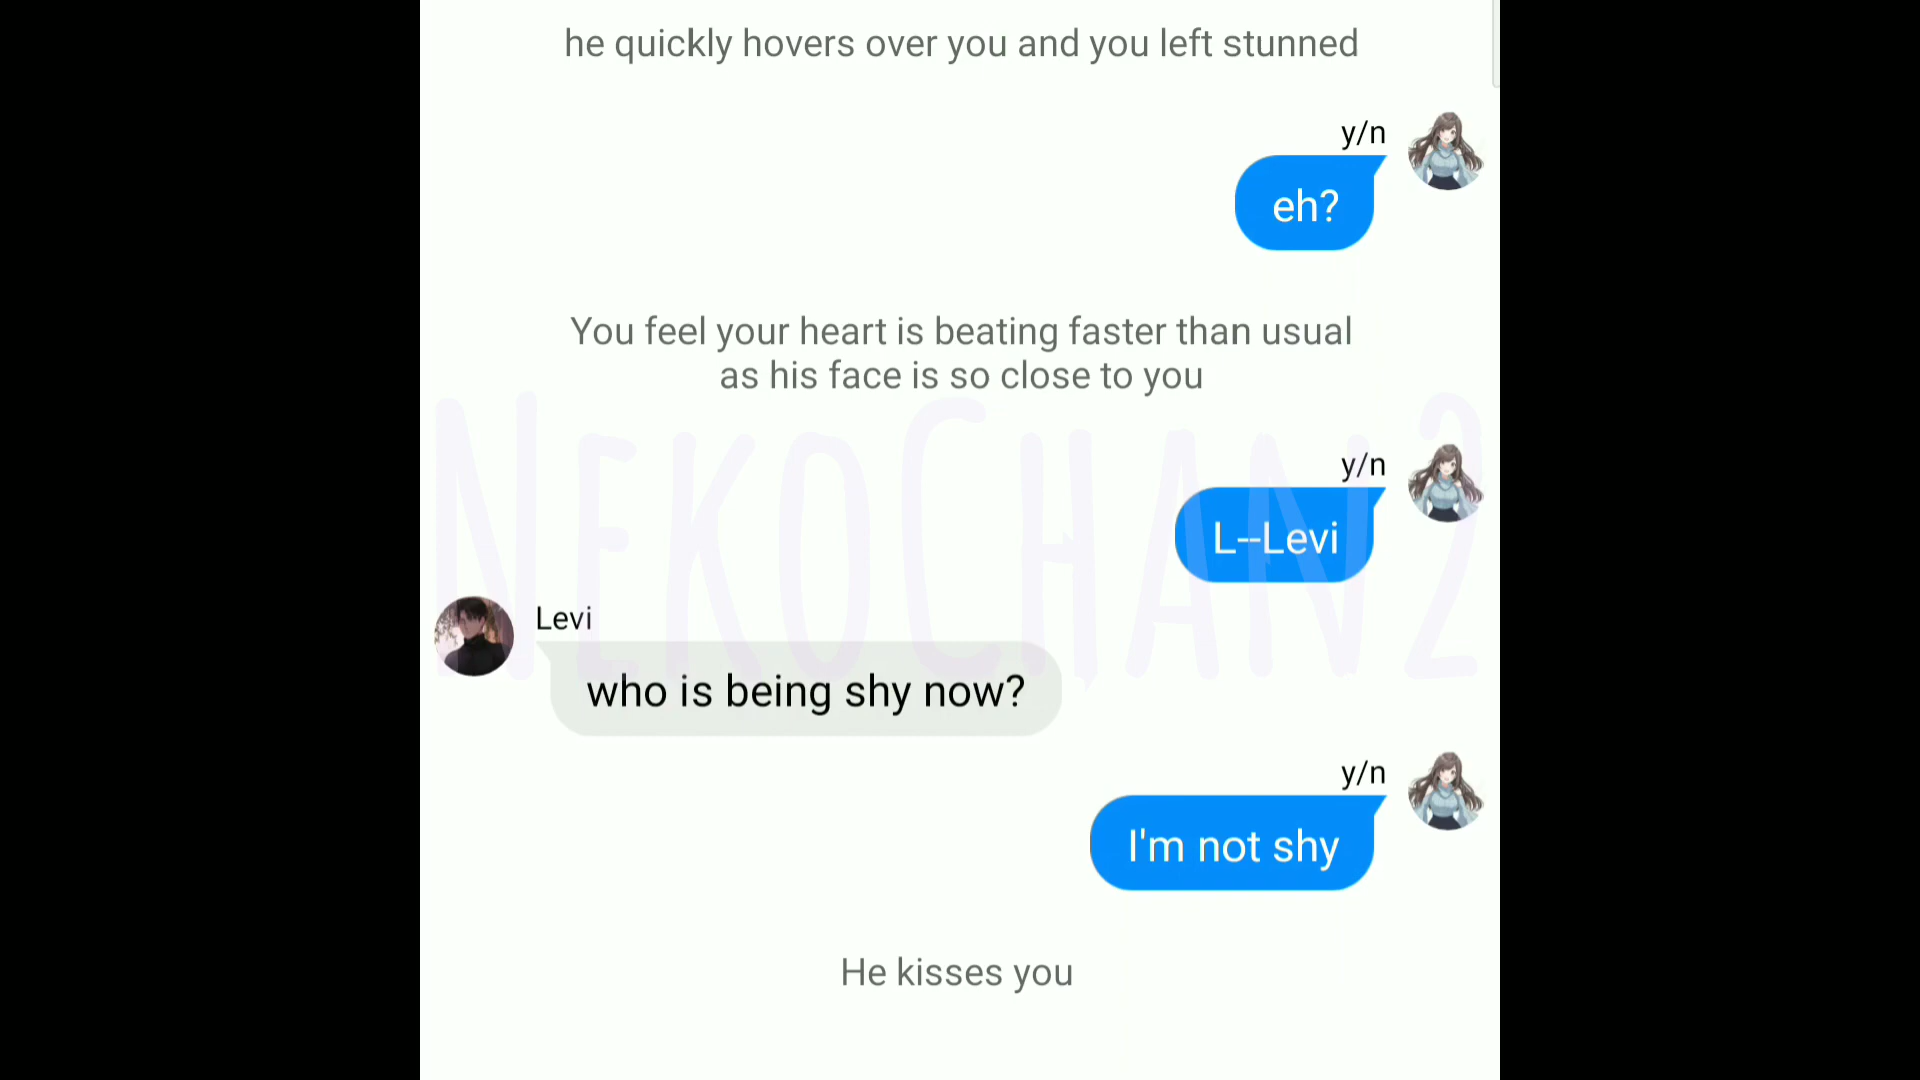 he quickly hovers over you and you left stunned
y/n
eh?
You feel your heart is beating faster than usual
as his face is so close to you
NEKOCHAN2
y/n
L--Levi
Levi
who is being shy now?
y/n
I'm not shy
He kisses you